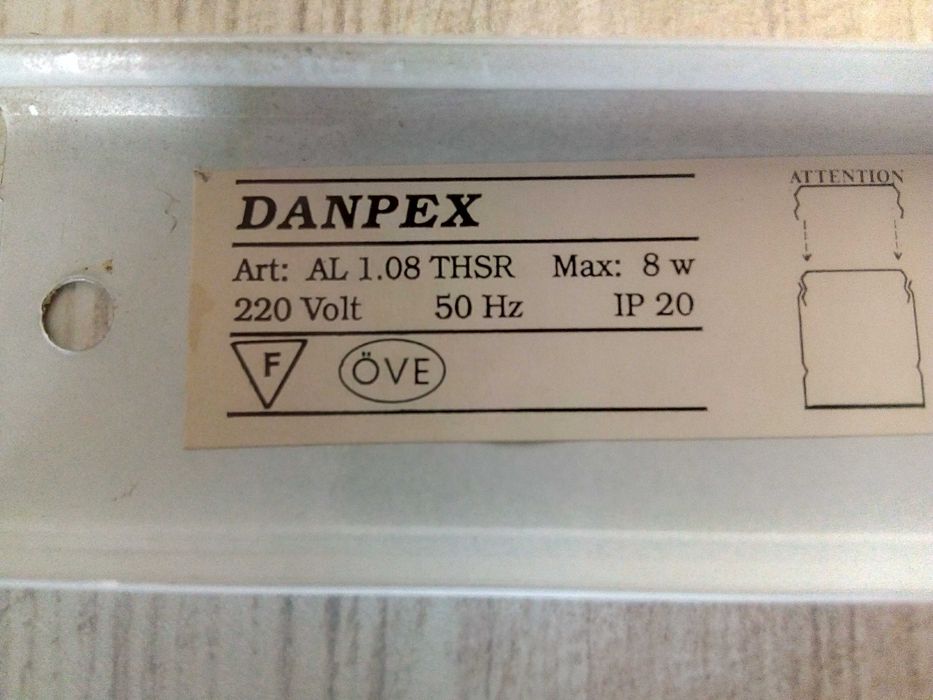 DANPEX
Art: AL 1.08 THSR Max: 8 w
220 Volt 50 Hz IP 20
F ÖVE
ATTENTION